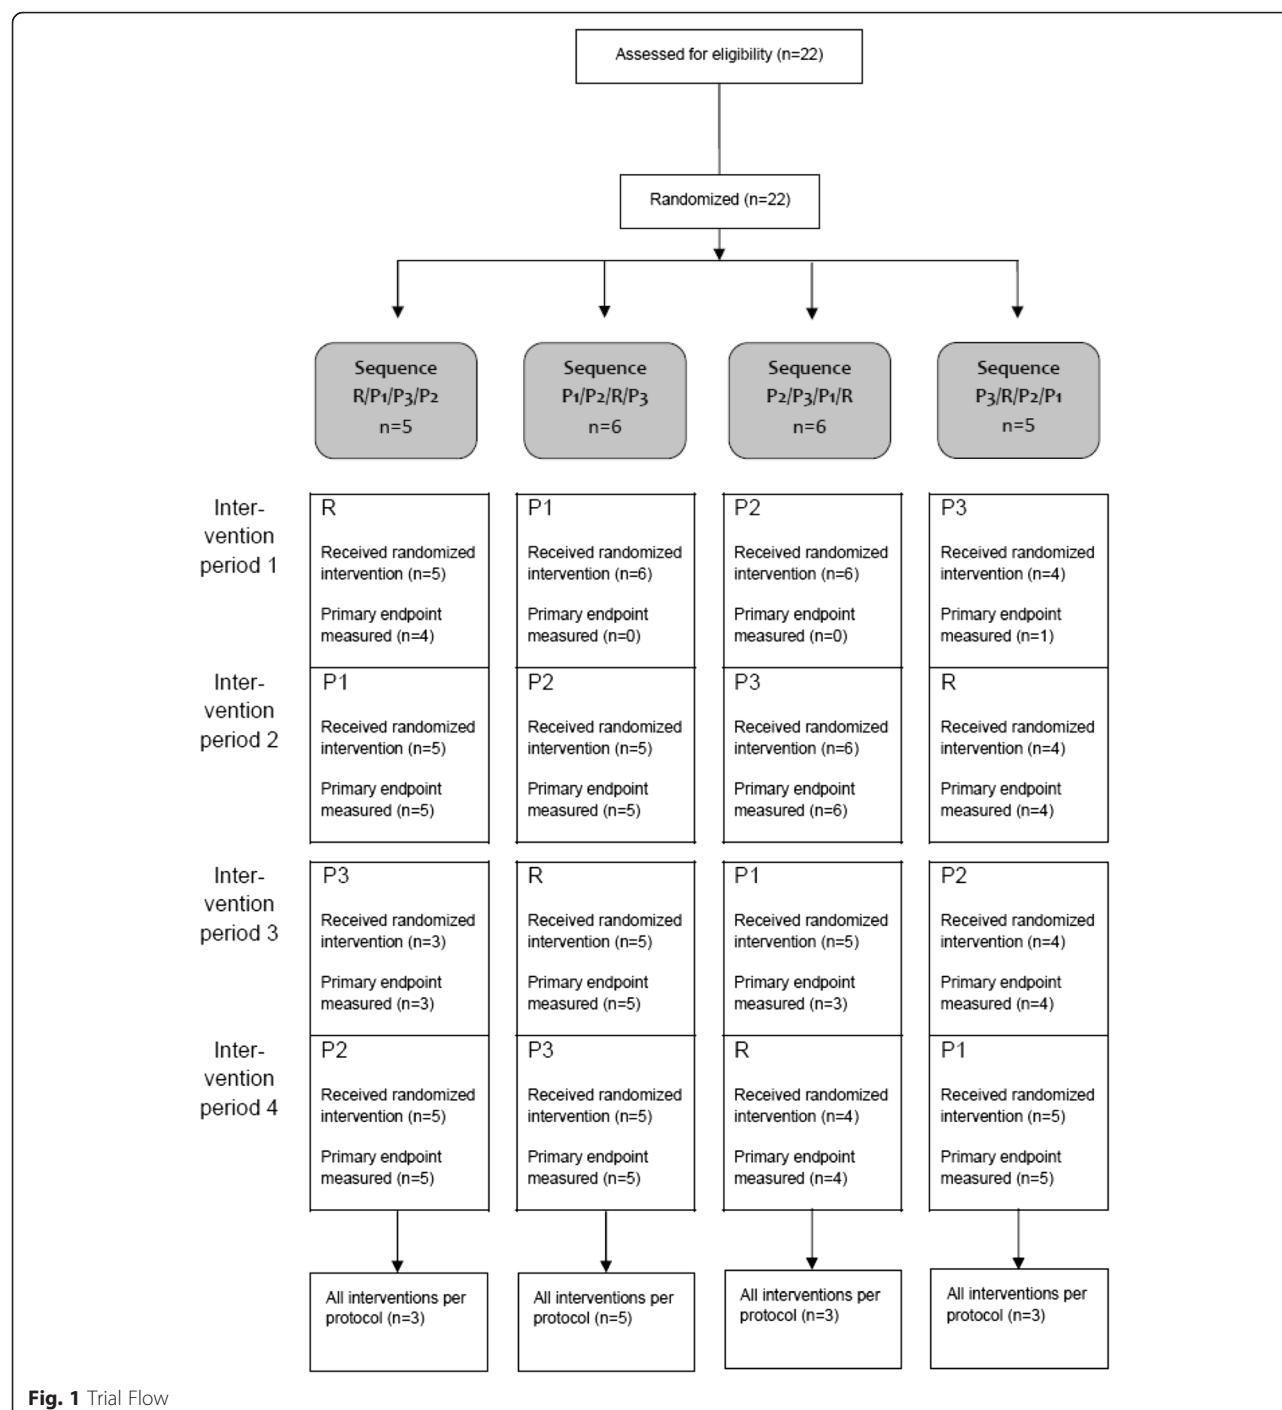 Assessed for eligibility (n=22)
Randomized (n=22)
Sequence
R/P1/P3/P2
n=5
Sequence
P1/P2/R/P3
n=6
Sequence
P2/P3/P1/R
n=6
Sequence
P3/R/P2/P1
n=5
Inter-
vention
period 1
R
Received randomized
intervention (n=5)
Primary endpoint
measured (n=4)
P1
Received randomized
intervention (n=6)
Primary endpoint
measured (n=0)
P2
Received randomized
intervention (n=6)
Primary endpoint
measured (n=0)
P3
Received randomized
intervention (n=4)
Primary endpoint
measured (n=1)
Inter-
vention
period 2
P1
Received randomized
intervention (n=5)
Primary endpoint
measured (n=5)
P2
Received randomized
intervention (n=5)
Primary endpoint
measured (n=5)
P3
Received randomized
intervention (n=6)
Primary endpoint
measured (n=6)
R
Received randomized
intervention (n=4)
Primary endpoint
measured (n=4)
Inter-
vention
period 3
P3
Received randomized
intervention (n=3)
Primary endpoint
measured (n=3)
R
Received randomized
intervention (n=5)
Primary endpoint
measured (n=5)
P1
Received randomized
intervention (n=5)
Primary endpoint
measured (n=3)
P2
Received randomized
intervention (n=4)
Primary endpoint
measured (n=4)
Inter-
vention
period 4
P2
Received randomized
intervention (n=5)
Primary endpoint
measured (n=5)
P3
Received randomized
intervention (n=5)
Primary endpoint
measured (n=5)
R
Received randomized
intervention (n=4)
Primary endpoint
measured (n=4)
P1
Received randomized
intervention (n=5)
Primary endpoint
measured (n=5)
All interventions per
protocol (n=3)
All interventions per
protocol (n=5)
All interventions per
protocol (n=3)
All interventions per
protocol (n=3)
Fig. 1 Trial Flow